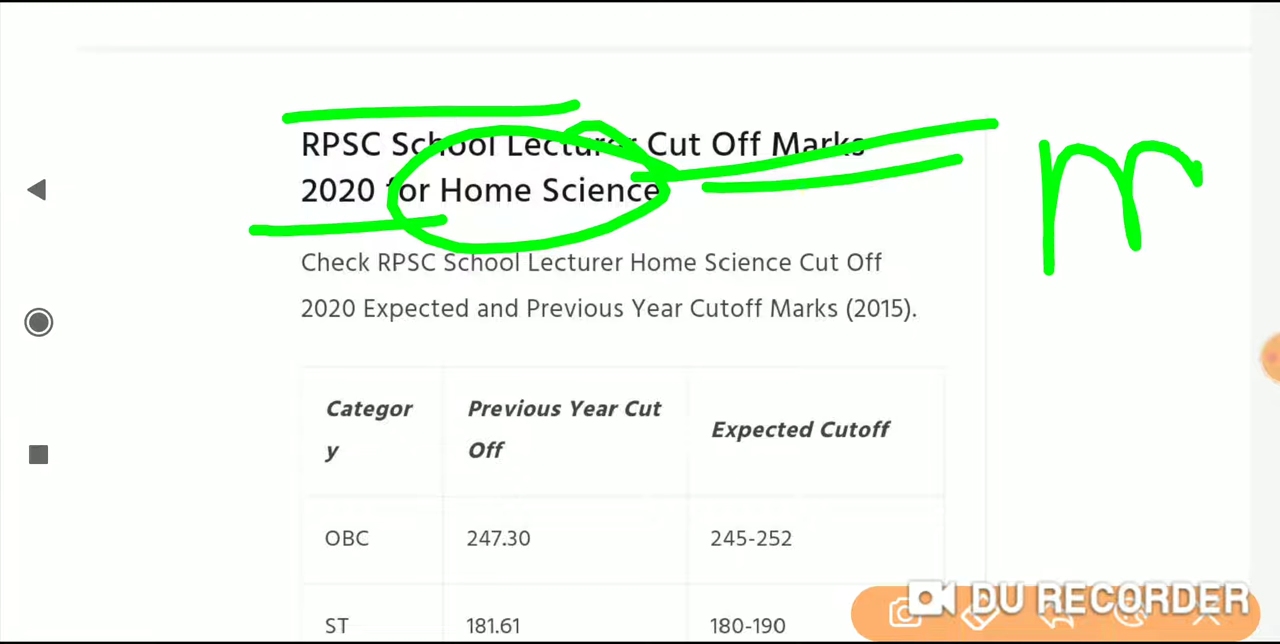 RPSC School Lecturer Cut Off Marks
2020 for Home Science
Check RPSC School Lecturer Home Science Cut Off
2020 Expected and Previous Year Cutoff Marks (2015).
Categor
y
Previous Year Cut
Off
Expected Cutoff
OBC 247.30 245-252
ST 181.61 180-190
DU RECORDER